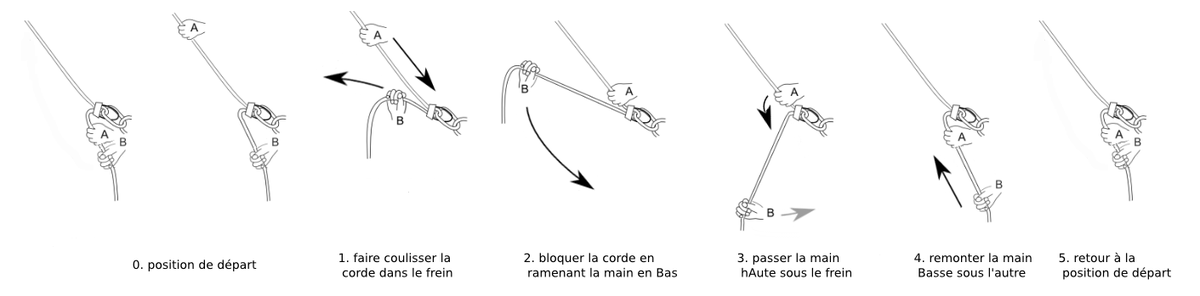 A
B
A
B
A
B
A
B
A
B
A
B
A
B
0. position de départ
1. faire coulisser la
corde dans le frein
2. bloquer la corde en
ramenant la main en Bas
3. passer la main
hAute sous le frein
4. remonter la main
Basse sous l'autre
5. retour à la
position de départ